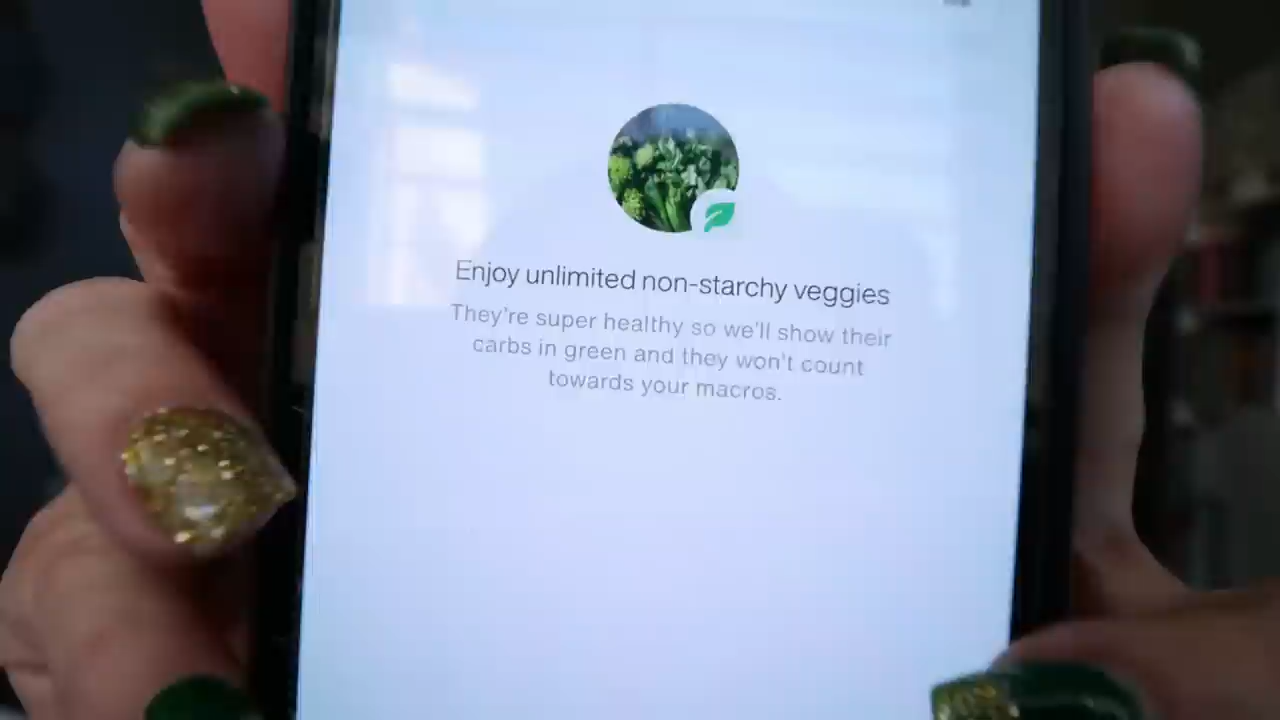 Enjoy unlimited non-starchy veggies
They're super healthy so we'll show their
carbs in green and they won't count
towards your macros.